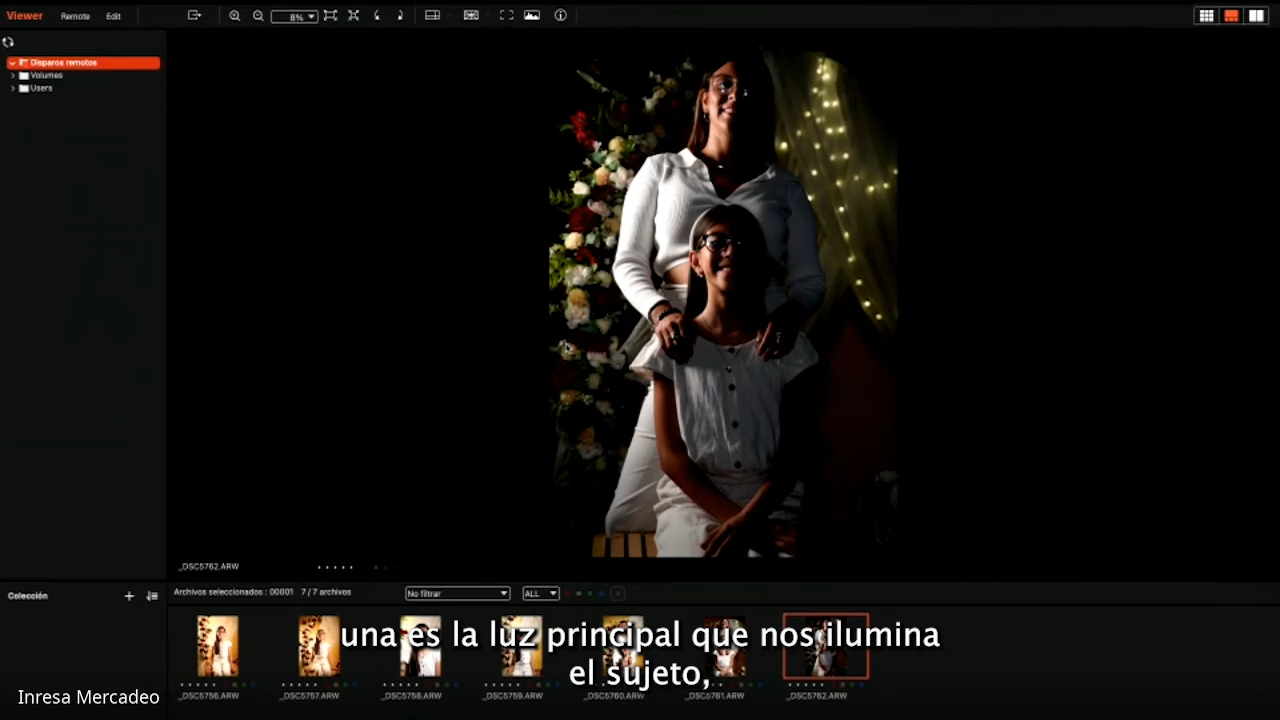 Viewer Remote Edit 8%
Disparos remotos
Volumes
Users
_DSC5762.ARW
Colección Archivos seleccionados : 00001 7 / 7 archivos No filtrar ALL
una es la luz principal que nos ilumina
el sujeto,
_DSC5756.ARW _DSC5757.ARW _DSC5758.ARW _DSC5759.ARW _DSC5760.ARW _DSC5761.ARW _DSC5762.ARW
Inresa Mercadeo